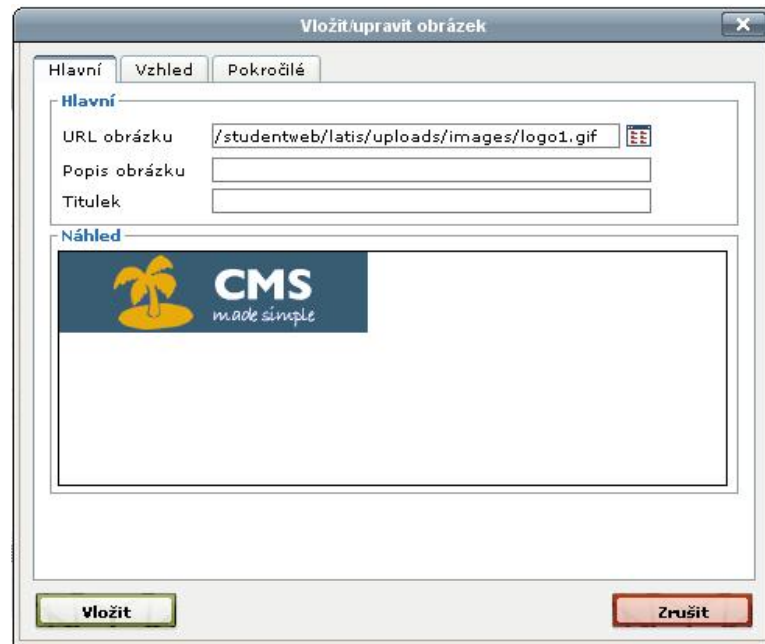 Vložit/upravit obrázek
Hlavní Vzhled Pokročilé
Hlavní
URL obrázku /studentweb/latis/uploads/images/logo1.gif
Popis obrázku
Titulek
Náhled
CMS
made simple
Vložit Zrušit